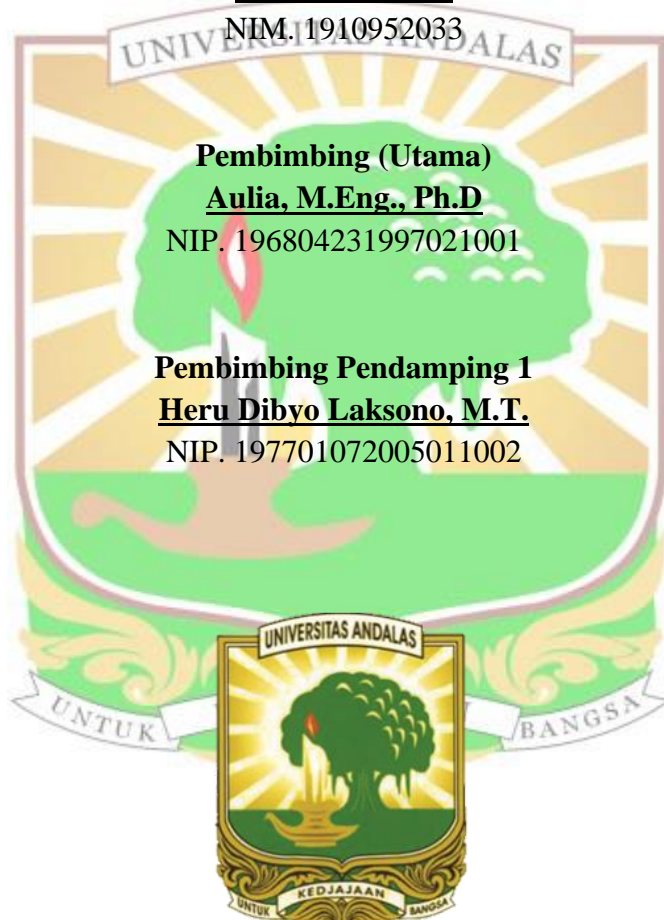 NIM. 1910952033
UNIVERSITAS ANDALAS
Pembimbing (Utama)
Aulia, M.Eng., Ph.D
NIP. 196804231997021001
Pembimbing Pendamping 1
Heru Dibyo Laksono, M.T.
NIP. 197701072005011002
UNIVERSITAS ANDALAS
UNTUK BANGSA
UNTUK KEDJAJAAN BANGSA